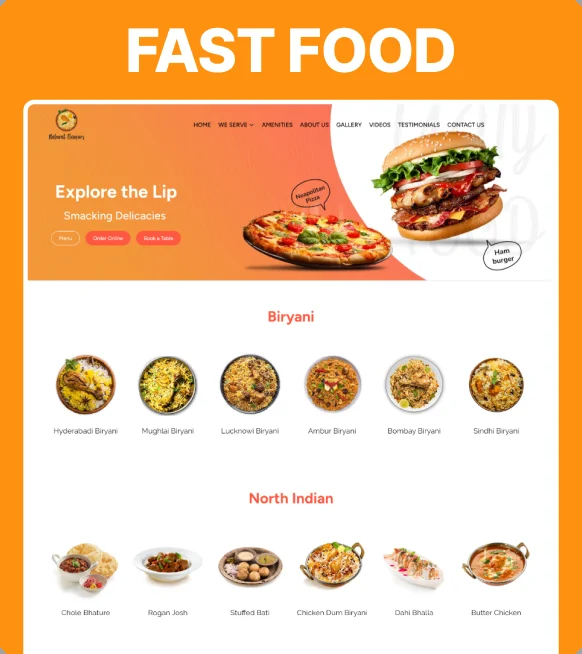 FAST FOOD
HOME WE SERVE AMENITIES ABOUT US GALLERY VIDEOS TESTIMONIALS CONTACT US
Explore the Lip
Smacking Delicacies
Menu
Order Online
Book a Table
Neapolitan
Pizza
Ham
burger
Biryani
Hyderabadi Biryani
Mughlai Biryani
Lucknowi Biryani
Ambur Biryani
Bombay Biryani
Sindhi Biryani
North Indian
Chole Bhature
Rogan Josh
Stuffed Bati
Chicken Dum Biryani
Dahi Bhalla
Butter Chicken